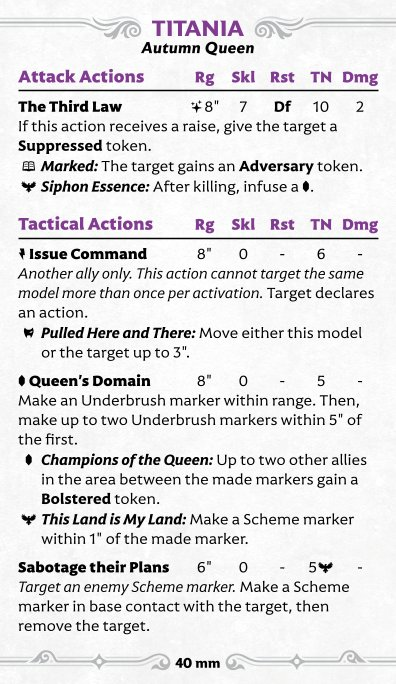 TITANIA
Autumn Queen
Attack Actions Rg Skl Rst TN Dmg
The Third Law 8" 7 Df 10 2
If this action receives a raise, give the target a
Suppressed token.
Marked: The target gains an Adversary token.
Siphon Essence: After killing, infuse a .
Tactical Actions Rg Skl Rst TN Dmg
Issue Command 8" 0 - 6 -
Another ally only. This action cannot target the same
model more than once per activation. Target declares
an action.
Pulled Here and There: Move either this model
or the target up to 3".
Queen's Domain 8" 0 - 5 -
Make an Underbrush marker within range. Then,
make up to two Underbrush markers within 5" of
the first.
Champions of the Queen: Up to two other allies
in the area between the made markers gain a
Bolstered token.
This Land is My Land: Make a Scheme marker
within 1" of the made marker.
Sabotage their Plans 6" 0 - 5 -
Target an enemy Scheme marker. Make a Scheme
marker in base contact with the target, then
remove the target.
40 mm